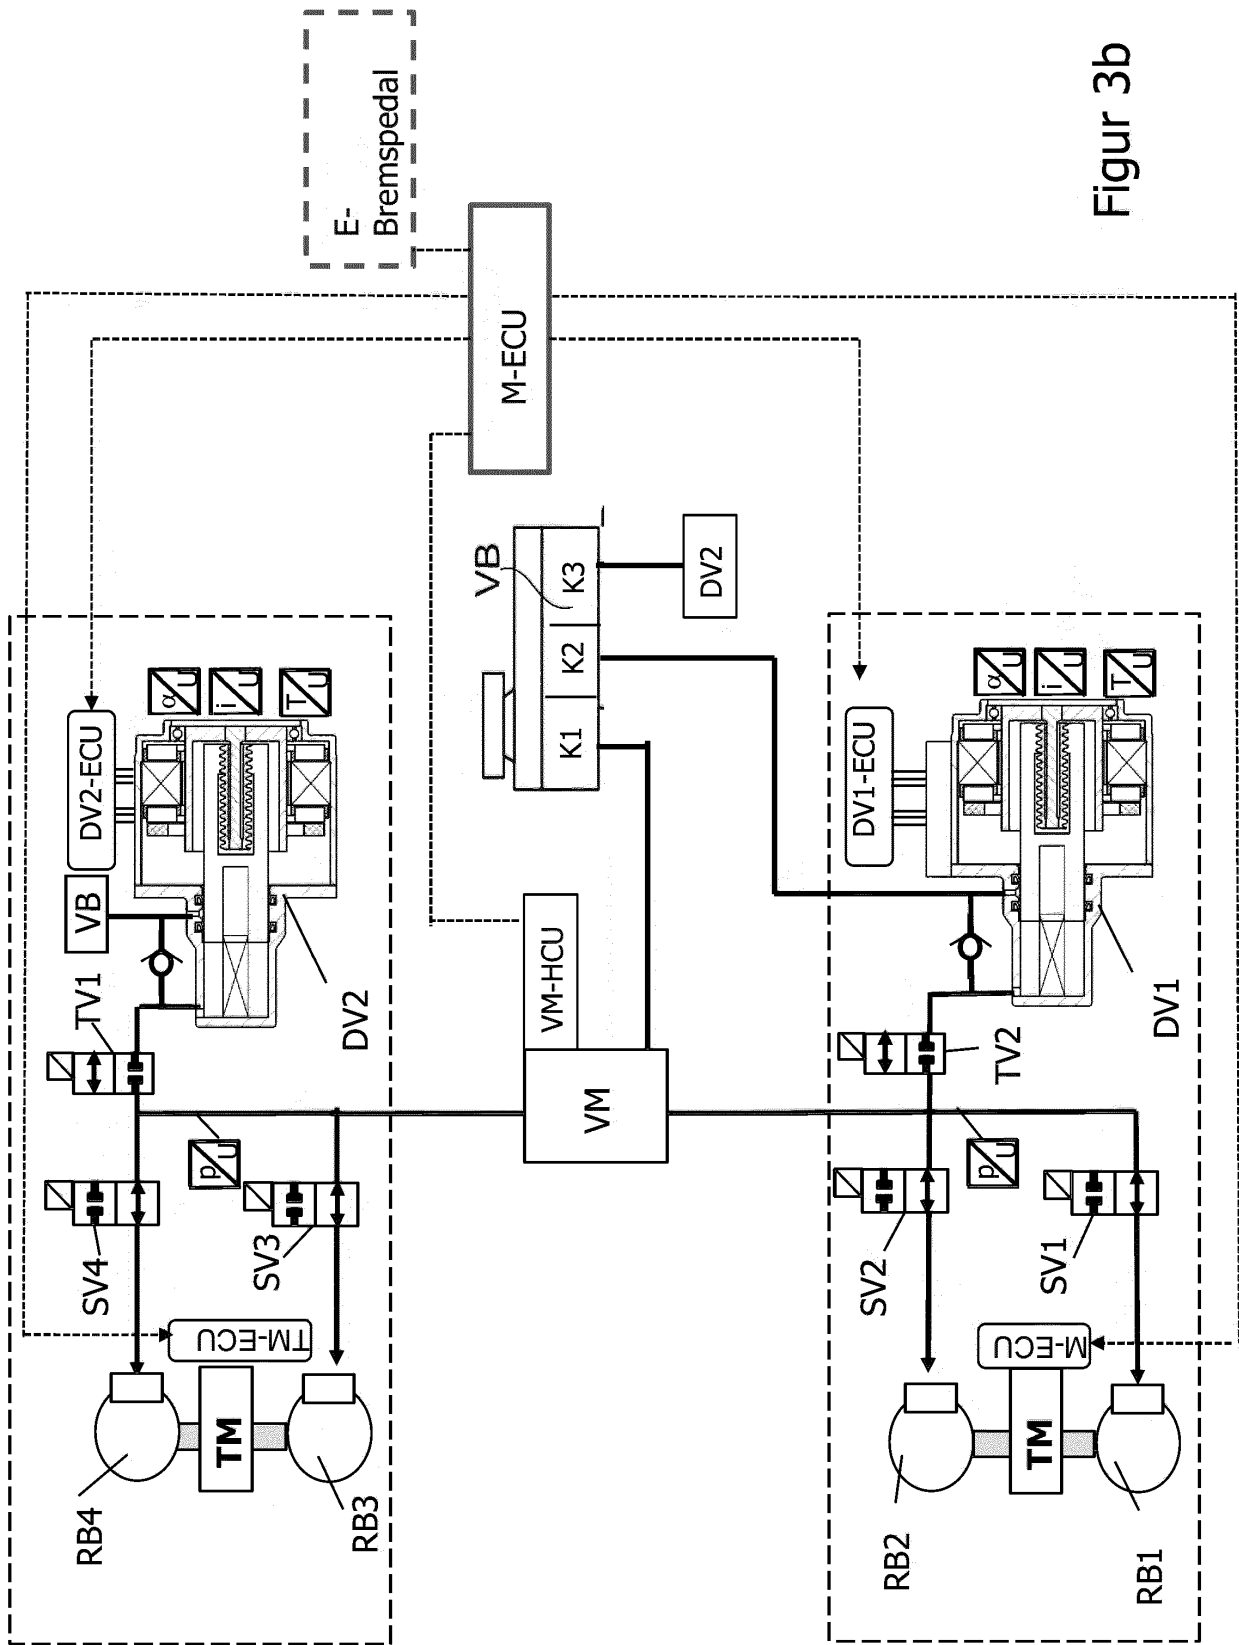 RB4
SV4
TV1
VB
DV2-ECU
α
U
i
U
T
U
p
U
TM-ECU
TM
SV3
RB3
DV2
E-
Bremspedal
M-ECU
VB
VM-HCU
VM
K1
K2
K3
DV2
RB2
SV2
TV2
DV1-ECU
α
U
i
U
T
U
p
U
M-ECU
TM
SV1
RB1
DV1
Figur 3b